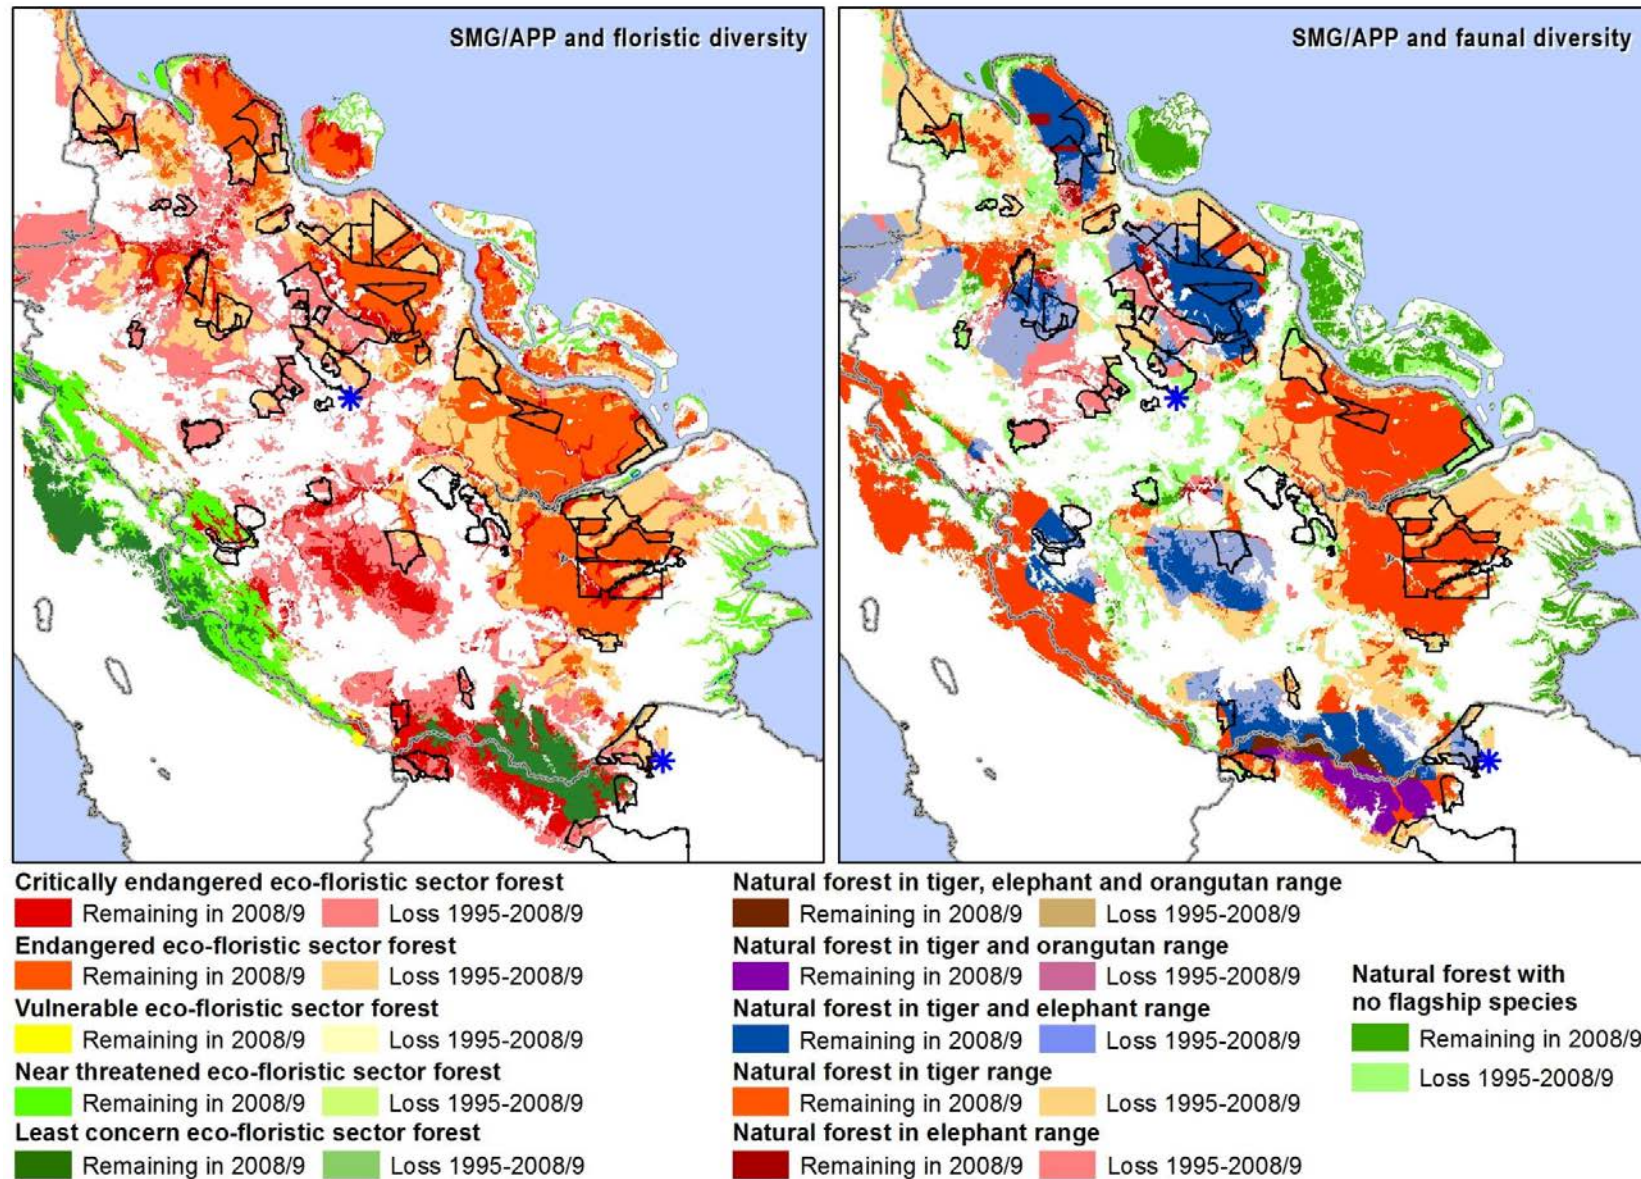 SMG/APP and floristic diversity
SMG/APP and faunal diversity
Critically endangered eco-floristic sector forest
Remaining in 2008/9 Loss 1995-2008/9
Endangered eco-floristic sector forest
Remaining in 2008/9 Loss 1995-2008/9
Vulnerable eco-floristic sector forest
Remaining in 2008/9 Loss 1995-2008/9
Near threatened eco-floristic sector forest
Remaining in 2008/9 Loss 1995-2008/9
Least concern eco-floristic sector forest
Remaining in 2008/9 Loss 1995-2008/9
Natural forest in tiger, elephant and orangutan range
Remaining in 2008/9 Loss 1995-2008/9
Natural forest in tiger and orangutan range
Remaining in 2008/9 Loss 1995-2008/9
Natural forest in tiger and elephant range
Remaining in 2008/9 Loss 1995-2008/9
Natural forest in tiger range
Remaining in 2008/9 Loss 1995-2008/9
Natural forest in elephant range
Remaining in 2008/9 Loss 1995-2008/9
Natural forest with
no flagship species
Remaining in 2008/9
Loss 1995-2008/9